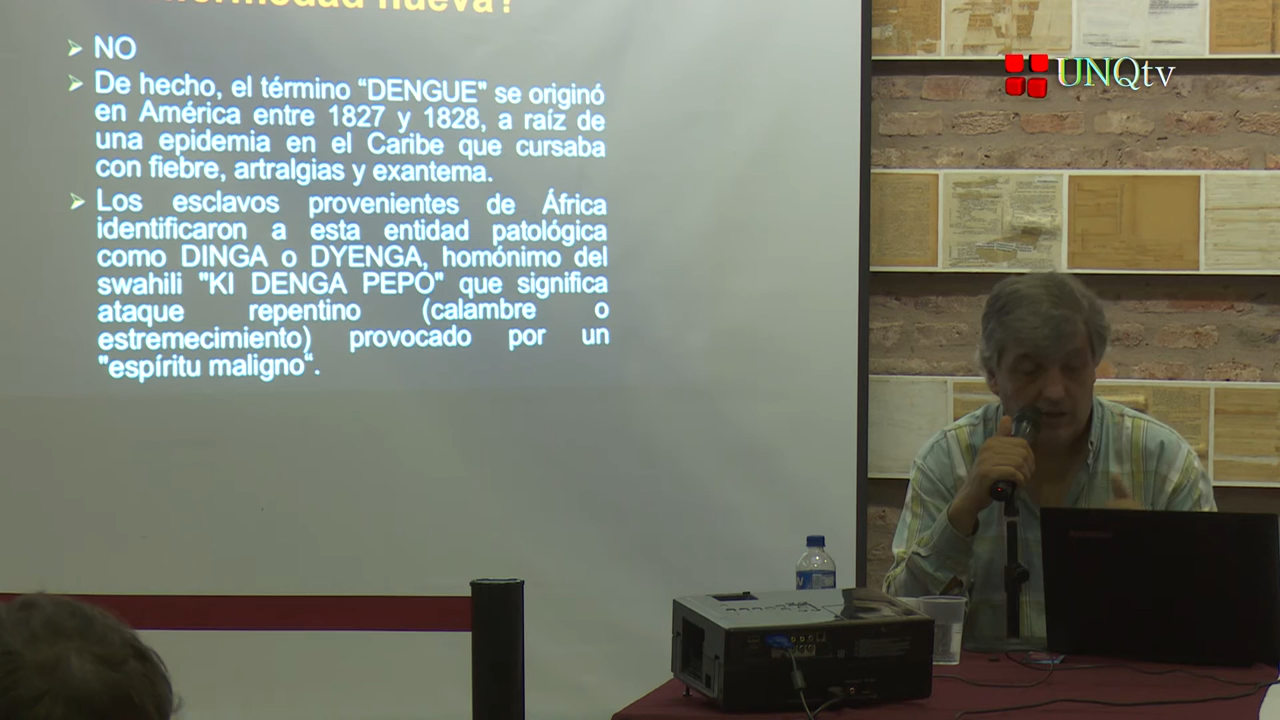 nueva?
NO
De hecho, el término “DENGUE” se originó
en América entre 1827 y 1828, a raíz de
una epidemia en el Caribe que cursaba
con fiebre, artralgias y exantema.
Los esclavos provenientes de África
identificaron a esta entidad patológica
como DINGA o DYENGA, homónimo del
swahili "KI DENGA PEPO" que significa
ataque repentino (calambre o
estremecimiento) provocado por un
"espíritu maligno“.
UNQtv